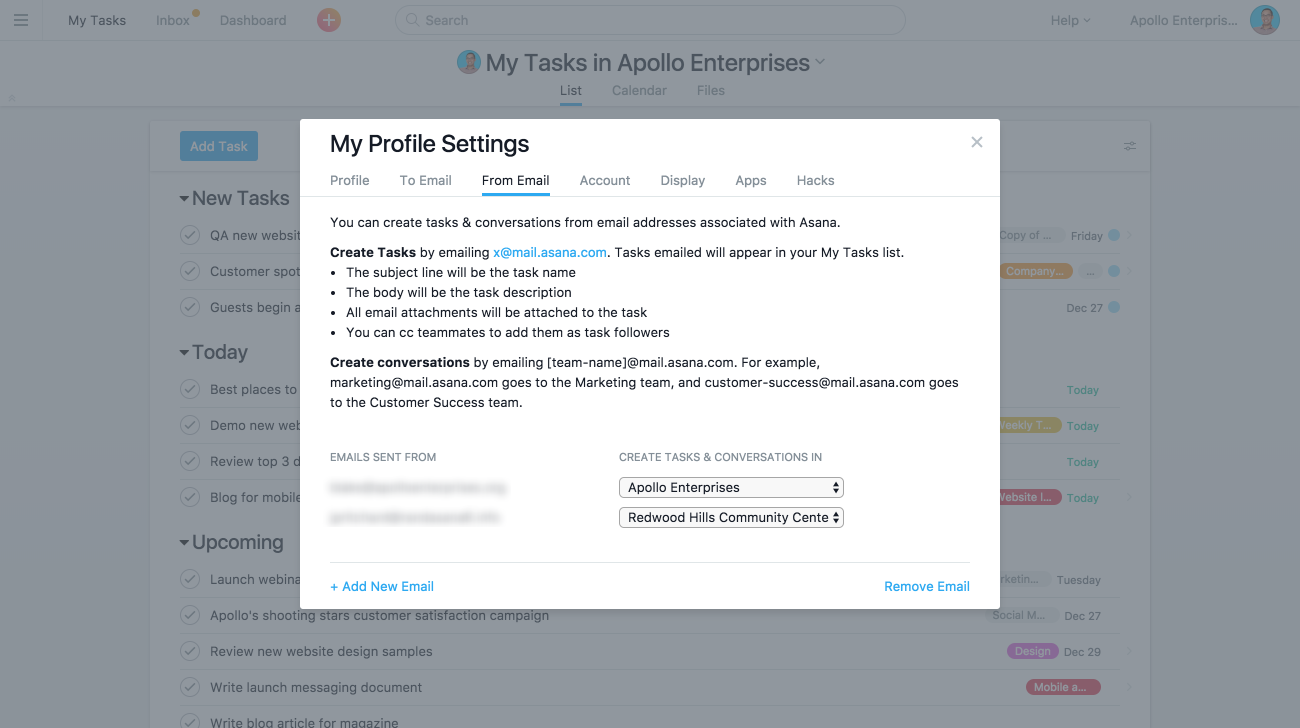 My Tasks Inbox Dashboard Search Help Apollo Enterpris...
My Tasks in Apollo Enterprises
List Calendar Files
Add Task
My Profile Settings
Profile To Email From Email Account Display Apps Hacks
You can create tasks & conversations from email addresses associated with Asana.
Create Tasks by emailing x@mail.asana.com. Tasks emailed will appear in your My Tasks list.
• The subject line will be the task name
• The body will be the task description
• All email attachments will be attached to the task
• You can cc teammates to add them as task followers
Create conversations by emailing [team-name]@mail.asana.com. For example,
marketing@mail.asana.com goes to the Marketing team, and customer-success@mail.asana.com goes
to the Customer Success team.
EMAILS SENT FROM CREATE TASKS & CONVERSATIONS IN
Apollo Enterprises
Redwood Hills Community Cente
+ Add New Email Remove Email
New Tasks
QA new websit Copy of ... Friday
Customer spot Company... ...
Guests begin a Dec 27
Today
Best places to Today
Demo new web Weekly T... Today
Review top 3 d Today
Blog for mobile Website l... Today
Upcoming
Launch webina rketin... Tuesday
Apollo's shooting stars customer satisfaction campaign Social M... Dec 27
Review new website design samples Design Dec 29
Write launch messaging document Mobile a...
Write blog article for magazine